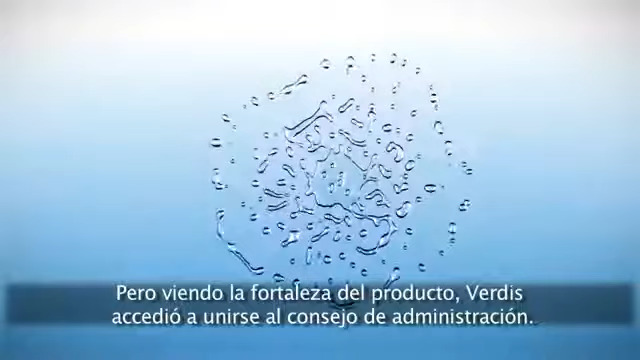 Pero viendo la fortaleza del producto, Verdis
accedió a unirse al consejo de administración.